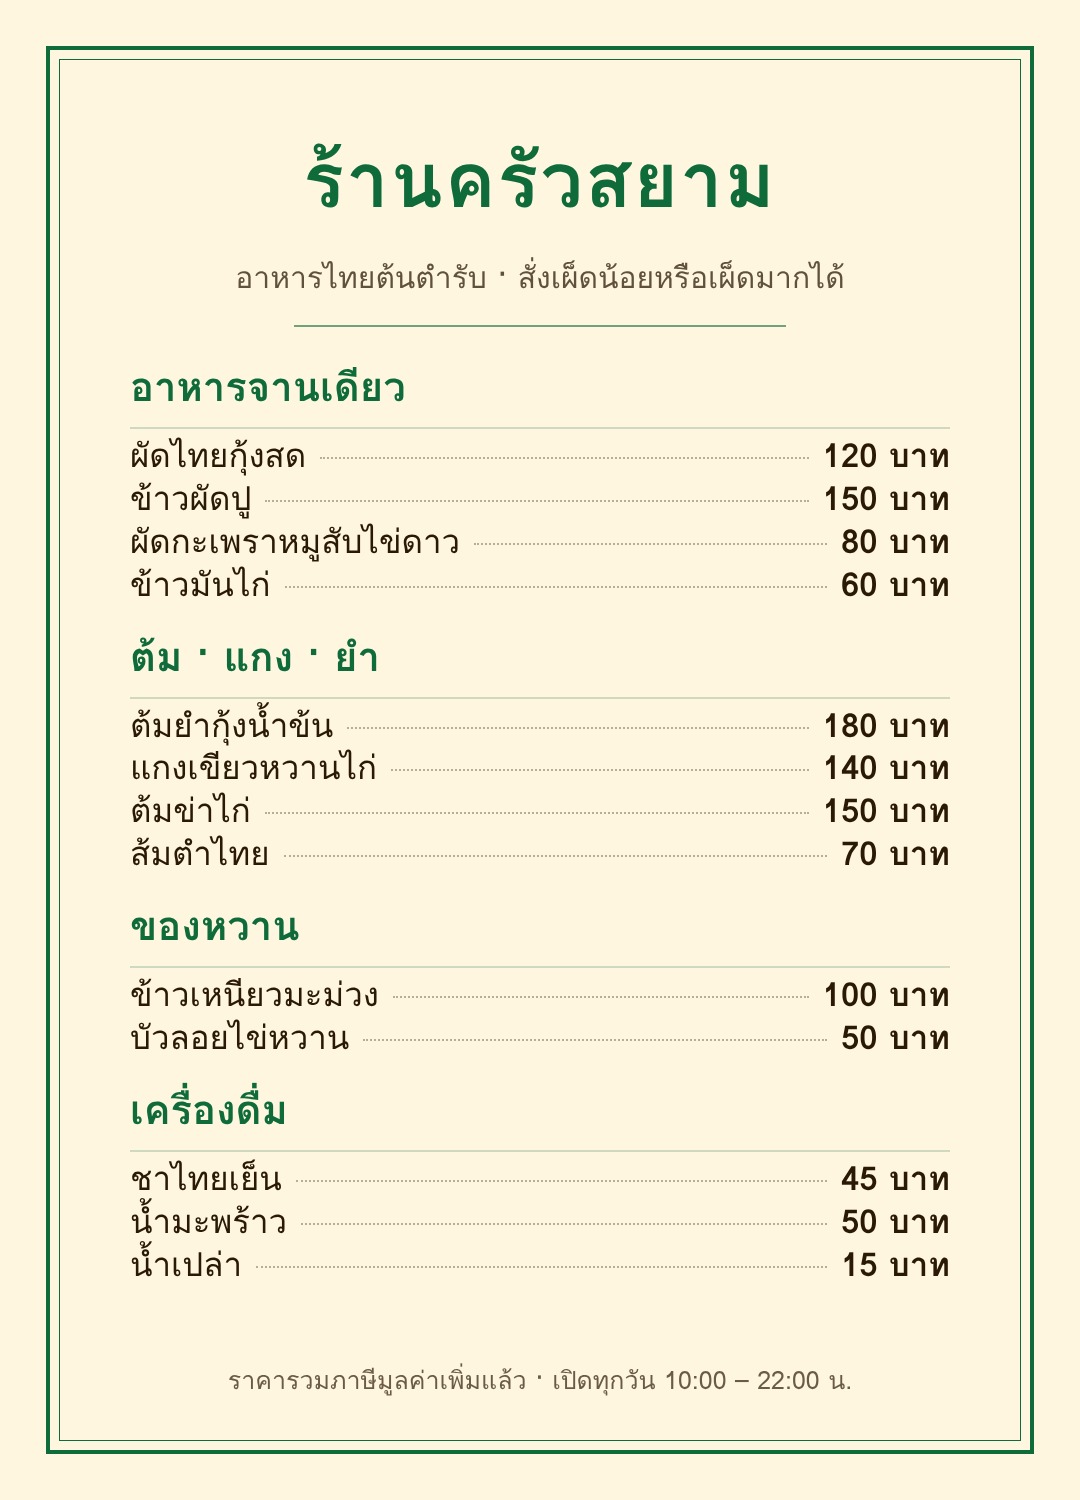 ร้านครัวสยาม
อาหารไทยต้นตำรับ · สั่งเผ็ดน้อยหรือเผ็ดมากได้
อาหารจานเดียว
ผัดไทยกุ้งสด 120 บาท
ข้าวผัดปู 150 บาท
ผัดกะเพราหมูสับไข่ดาว 80 บาท
ข้าวมันไก่ 60 บาท
ต้ม · แกง · ยำ
ต้มยำกุ้งน้ำข้น 180 บาท
แกงเขียวหวานไก่ 140 บาท
ต้มข่าไก่ 150 บาท
ส้มตำไทย 70 บาท
ของหวาน
ข้าวเหนียวมะม่วง 100 บาท
บัวลอยไข่หวาน 50 บาท
เครื่องดื่ม
ชาไทยเย็น 45 บาท
น้ำมะพร้าว 50 บาท
น้ำเปล่า 15 บาท
ราคารวมภาษีมูลค่าเพิ่มแล้ว · เปิดทุกวัน 10:00 – 22:00 น.